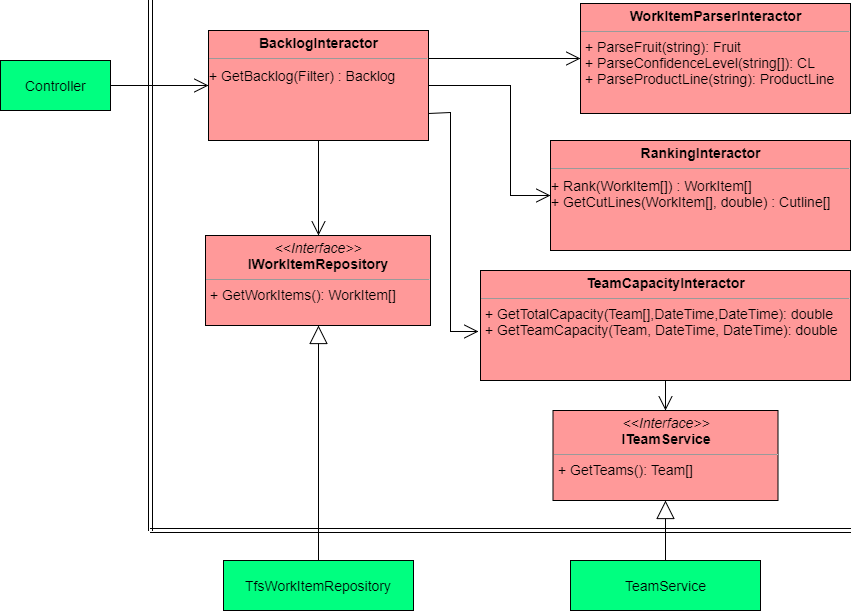 WorkItemParserInteractor
+ ParseFruit(string): Fruit
+ ParseConfidenceLevel(string[]): CL
+ ParseProductLine(string): ProductLine
BacklogInteractor
+ GetBacklog(Filter) : Backlog
Controller
RankingInteractor
+ Rank(WorkItem[]) : WorkItem[]
+ GetCutLines(WorkItem[], double) : Cutline[]
<<Interface>>
IWorkItemRepository
+ GetWorkItems(): WorkItem[]
TeamCapacityInteractor
+ GetTotalCapacity(Team[],DateTime,DateTime): double
+ GetTeamCapacity(Team, DateTime, DateTime): double
<<Interface>>
ITeamService
+ GetTeams(): Team[]
TfsWorkItemRepository
TeamService